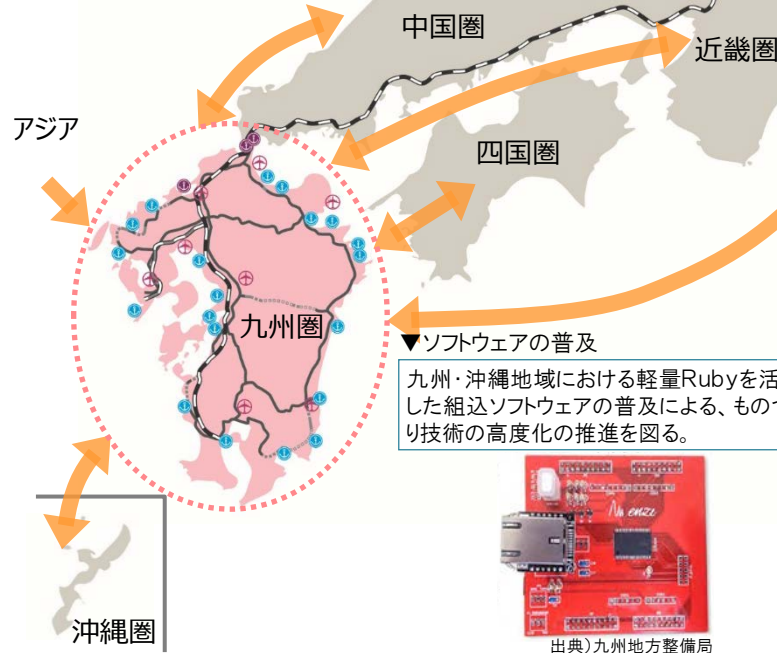 中国圏
近畿圏
アジア
四国圏
九州圏
▼ソフトウェアの普及
九州・沖縄地域における軽量Rubyを活
した組込ソフトウェアの普及による、ものづ
り技術の高度化の推進を図る。
沖縄圏
出典)九州地方整備局